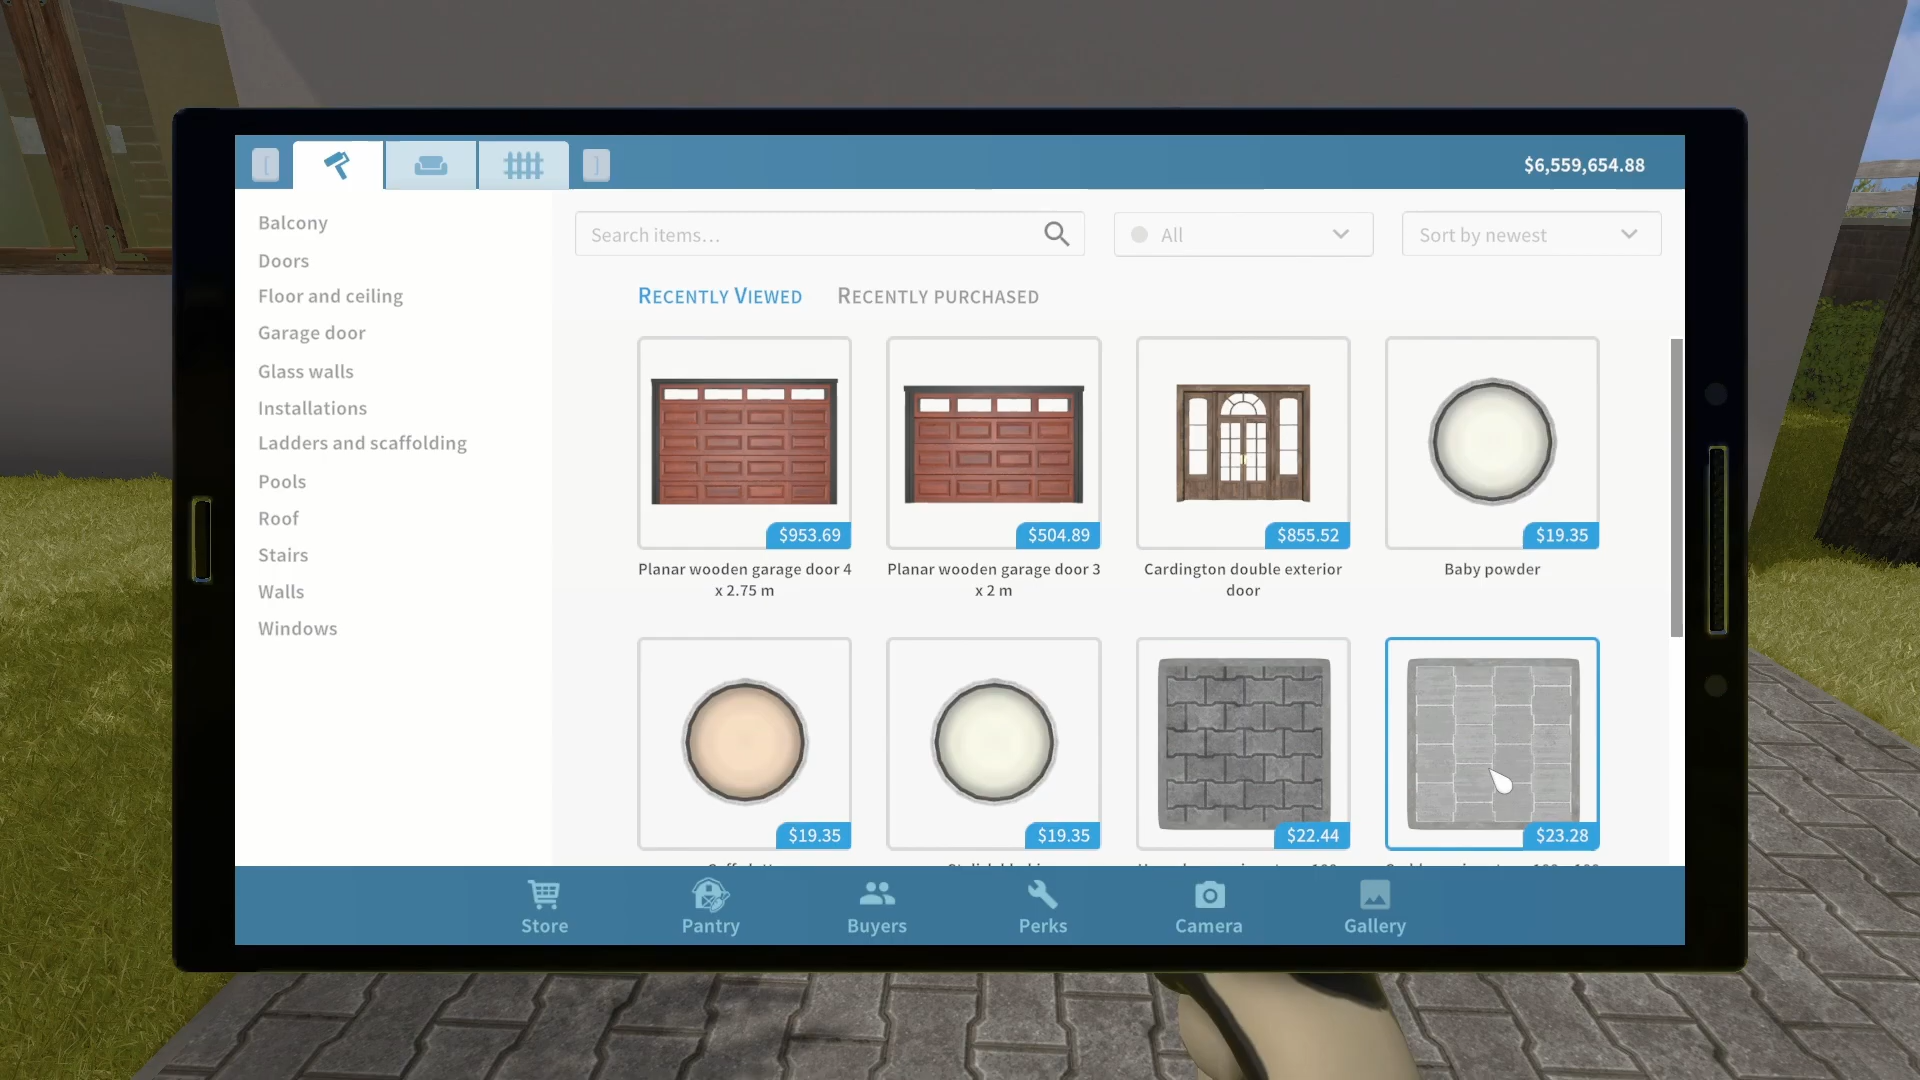 [
]
$6,559,654.88
Balcony
Doors
Floor and ceiling
Garage door
Glass walls
Installations
Ladders and scaffolding
Pools
Roof
Stairs
Walls
Windows
Search items...
All
Sort by newest
RECENTLY VIEWED
RECENTLY PURCHASED
$953.69
Planar wooden garage door 4
x 2.75 m
$504.89
Planar wooden garage door 3
x 2 m
$855.52
Cardington double exterior
door
$19.35
Baby powder
$19.35
$19.35
$22.44
$23.28
Store
Pantry
Buyers
Perks
Camera
Gallery